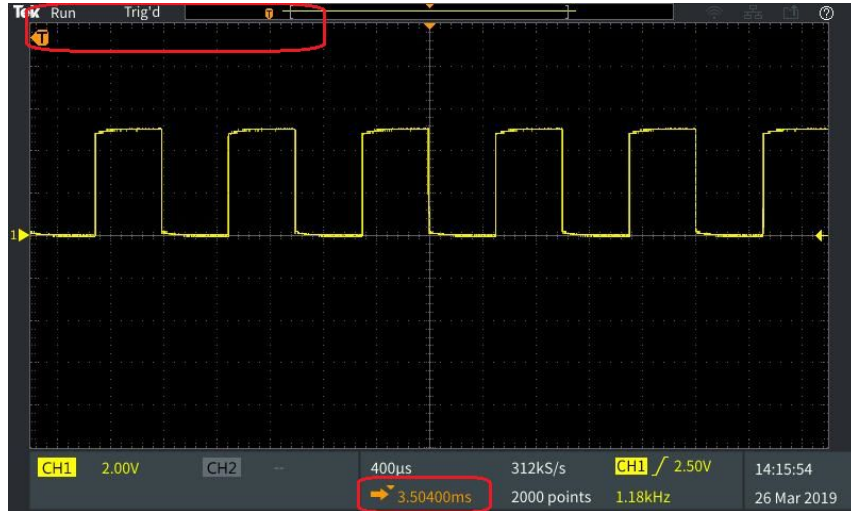 Tek Run Trig'd T ?
T
1
CH1 2.00V CH2 -- 400µs 312kS/s CH1 / 2.50V 14:15:54
3.50400ms 2000 points 1.18kHz 26 Mar 2019